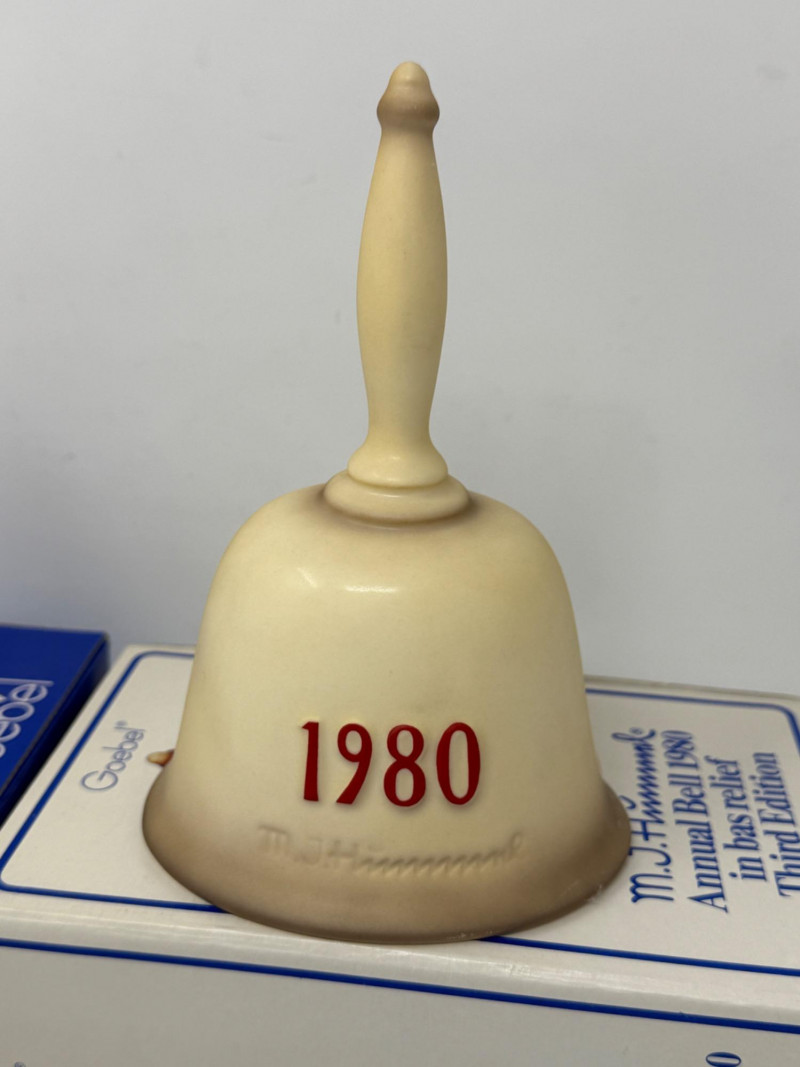 1980
M.J.Hummel
Goebel®
M.J.Hummel®
Annual Bell 1980
in bas relief
Third Edition